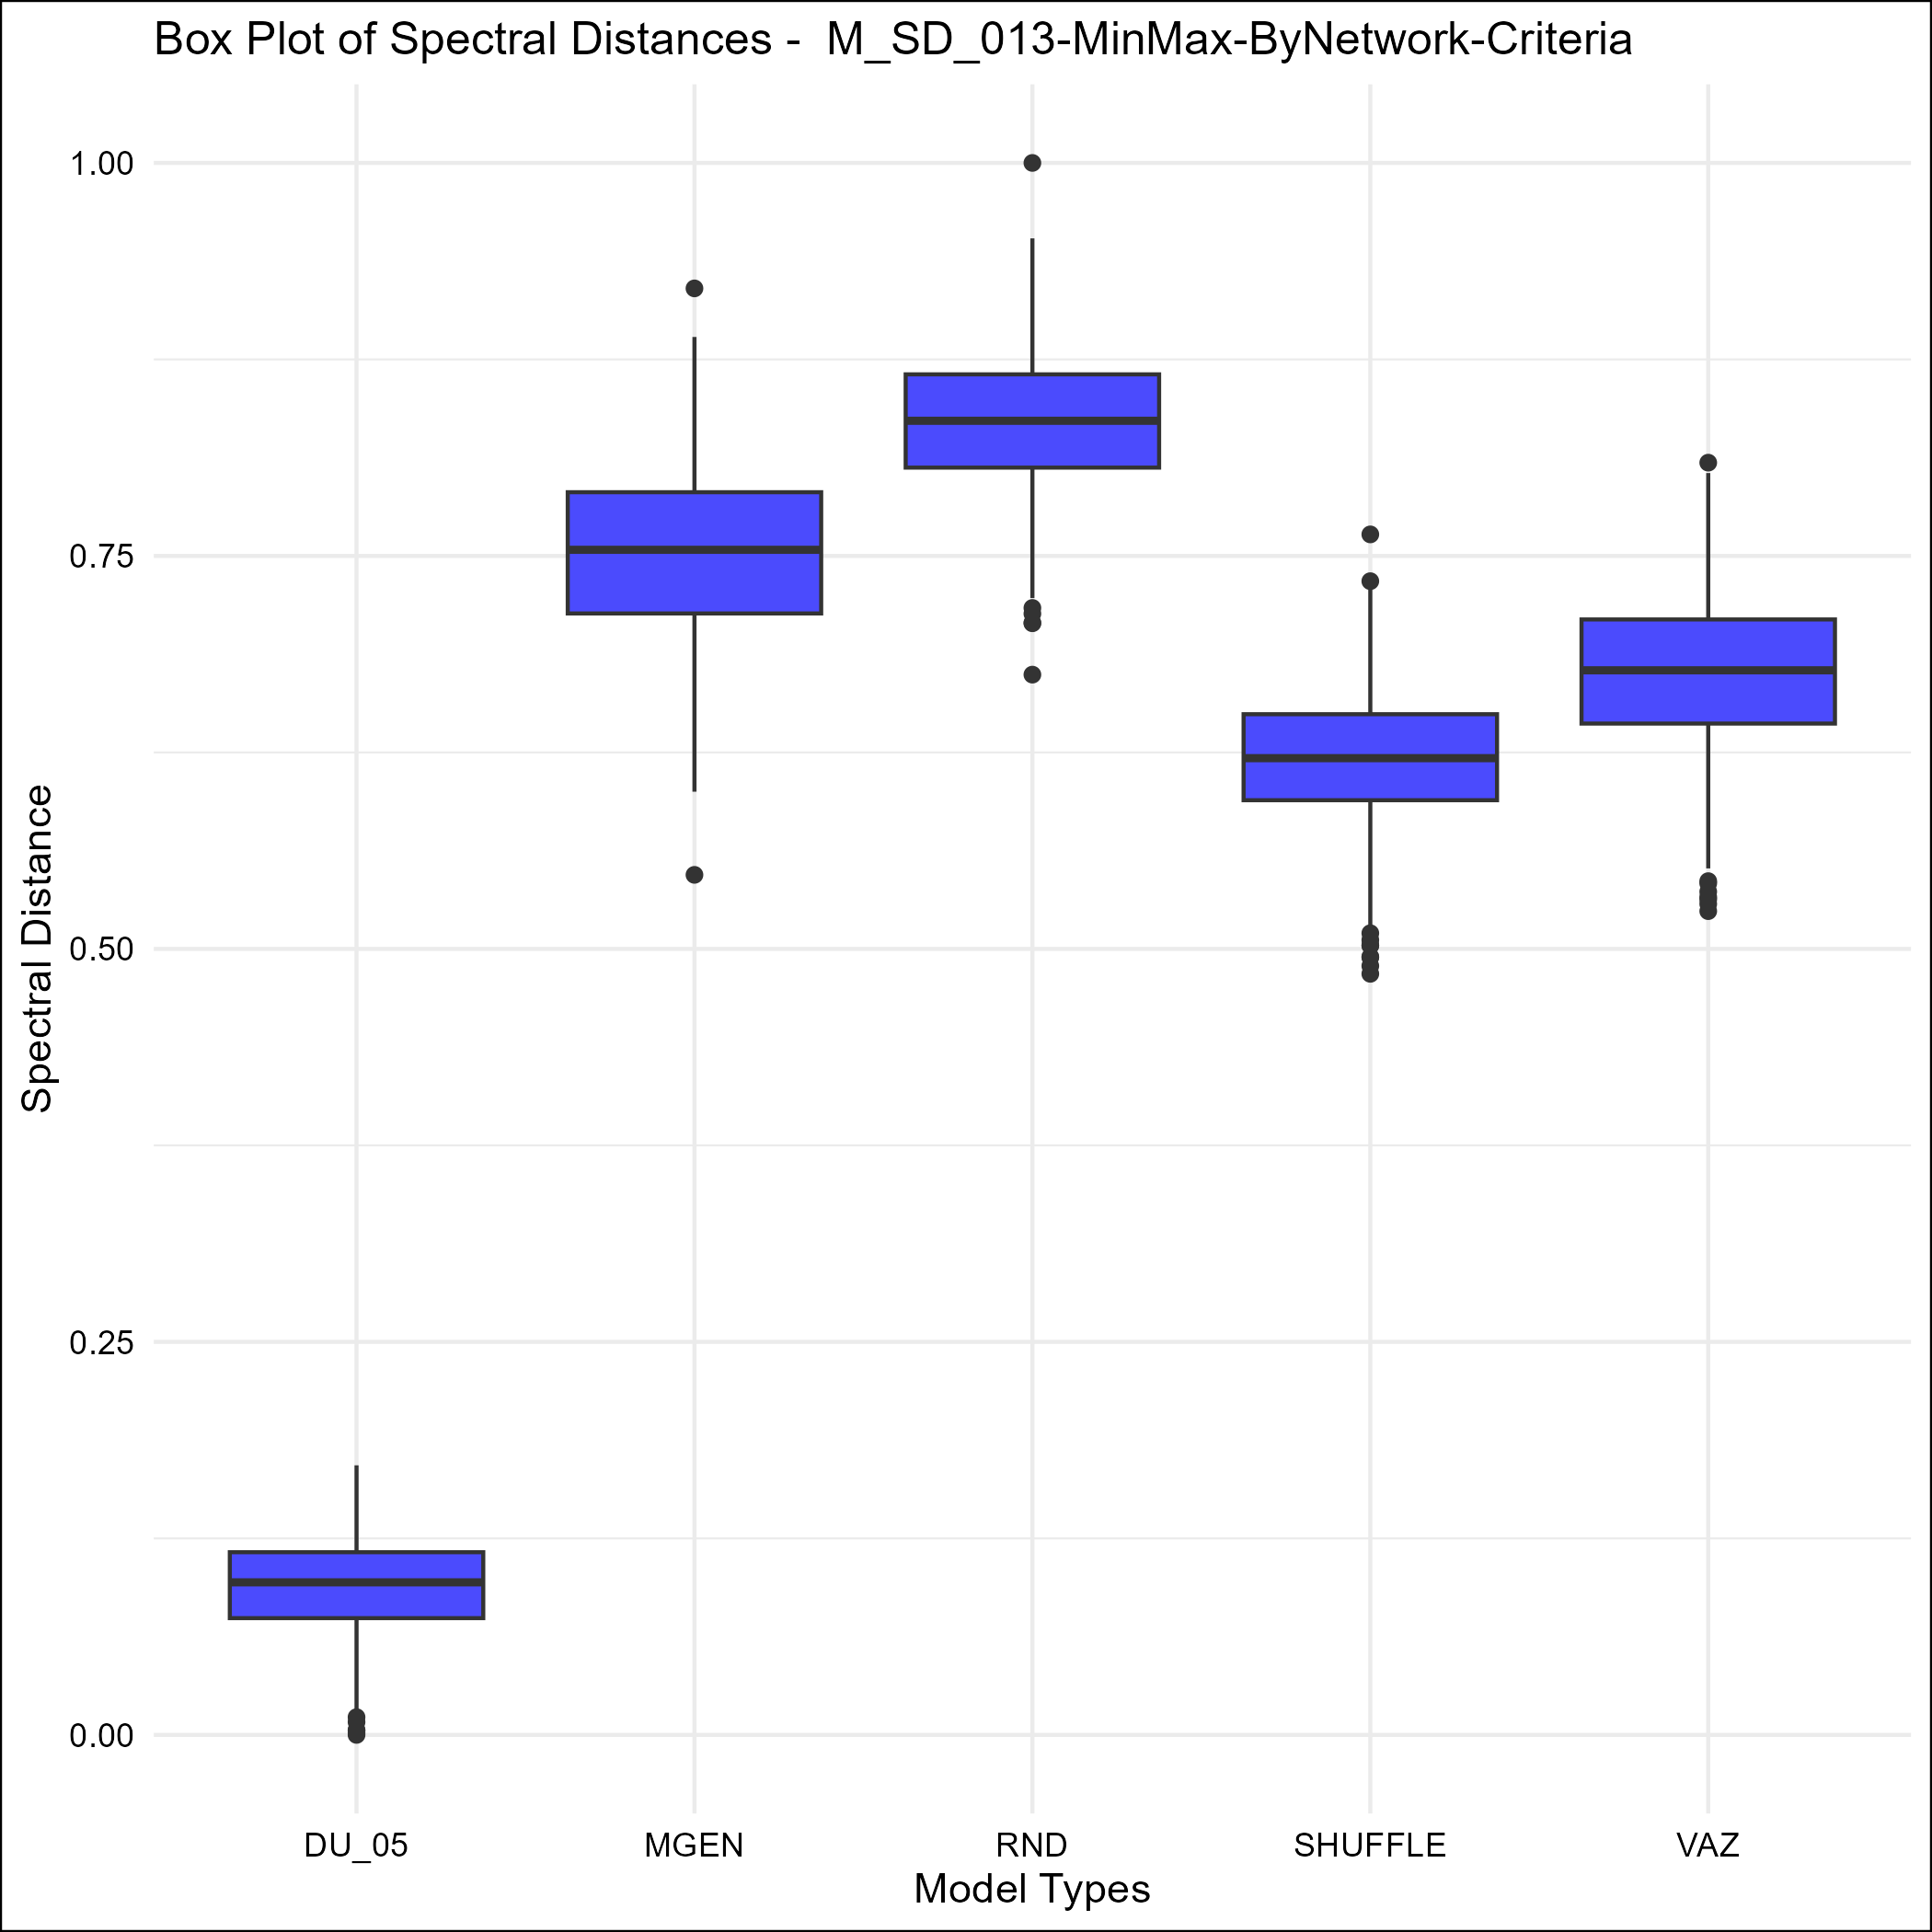 Box Plot of Spectral Distances -  M_SD_013-MinMax-ByNetwork-Criteria
Spectral Distance
1.00
0.75
0.50
0.25
0.00
DU_05 MGEN RND SHUFFLE VAZ
Model Types